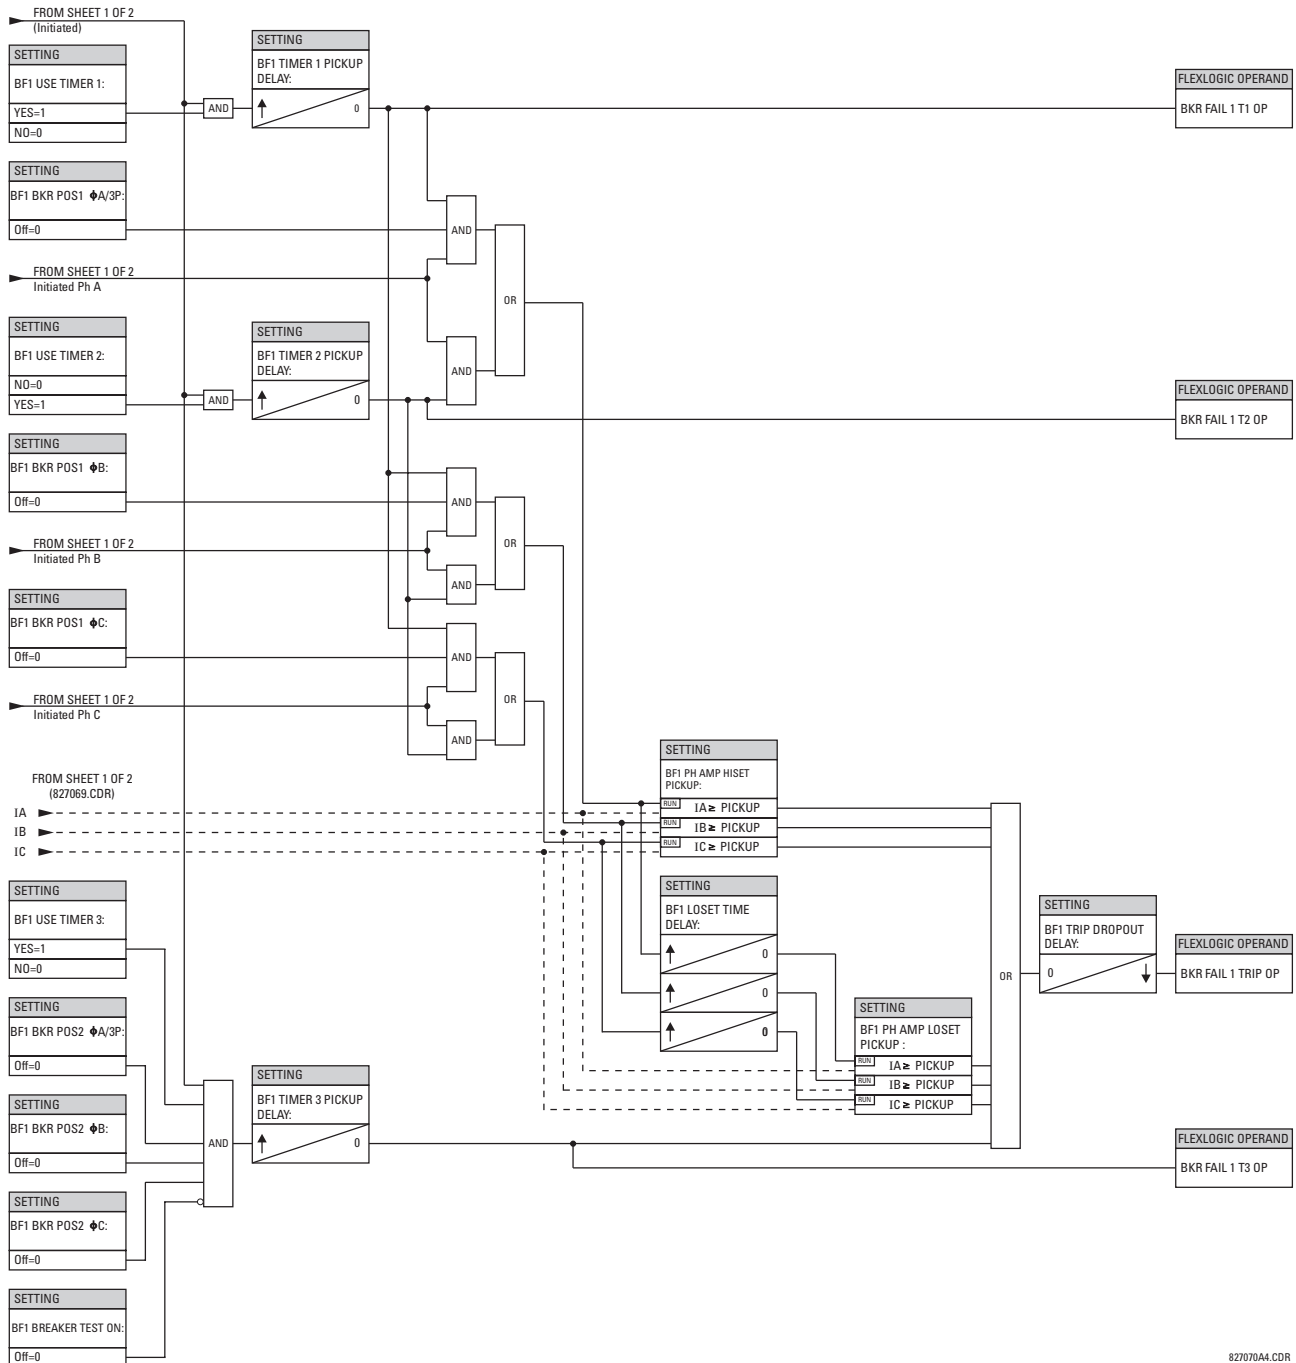 FROM SHEET 1 OF 2
(Initiated)
SETTING
BF1 USE TIMER 1:
YES=1
NO=0
AND
SETTING
BF1 TIMER 1 PICKUP
DELAY:
0
FLEXLOGIC OPERAND
BKR FAIL 1 T1 OP
SETTING
BF1 BKR POS1 ϕA/3P:
Off=0
AND
FROM SHEET 1 OF 2
Initiated Ph A
OR
SETTING
BF1 USE TIMER 2:
NO=0
YES=1
AND
SETTING
BF1 TIMER 2 PICKUP
DELAY:
0
AND
FLEXLOGIC OPERAND
BKR FAIL 1 T2 OP
SETTING
BF1 BKR POS1 ϕB:
Off=0
AND
OR
FROM SHEET 1 OF 2
Initiated Ph B
AND
SETTING
BF1 BKR POS1 ϕC:
Off=0
AND
OR
FROM SHEET 1 OF 2
Initiated Ph C
AND
FROM SHEET 1 OF 2
(827069.CDR)
IA
IB
IC
SETTING
BF1 PH AMP HISET
PICKUP:
RUN IA ≥ PICKUP
RUN IB ≥ PICKUP
RUN IC ≥ PICKUP
SETTING
BF1 USE TIMER 3:
YES=1
NO=0
SETTING
BF1 LOSET TIME
DELAY:
0
0
0
SETTING
BF1 PH AMP LOSET
PICKUP :
RUN IA ≥ PICKUP
RUN IB ≥ PICKUP
RUN IC ≥ PICKUP
OR
SETTING
BF1 TRIP DROPOUT
DELAY:
0
FLEXLOGIC OPERAND
BKR FAIL 1 TRIP OP
SETTING
BF1 BKR POS2 ϕA/3P:
Off=0
SETTING
BF1 BKR POS2 ϕB:
Off=0
AND
SETTING
BF1 TIMER 3 PICKUP
DELAY:
0
FLEXLOGIC OPERAND
BKR FAIL 1 T3 OP
SETTING
BF1 BKR POS2 ϕC:
Off=0
SETTING
BF1 BREAKER TEST ON:
Off=0
827070A4.CDR